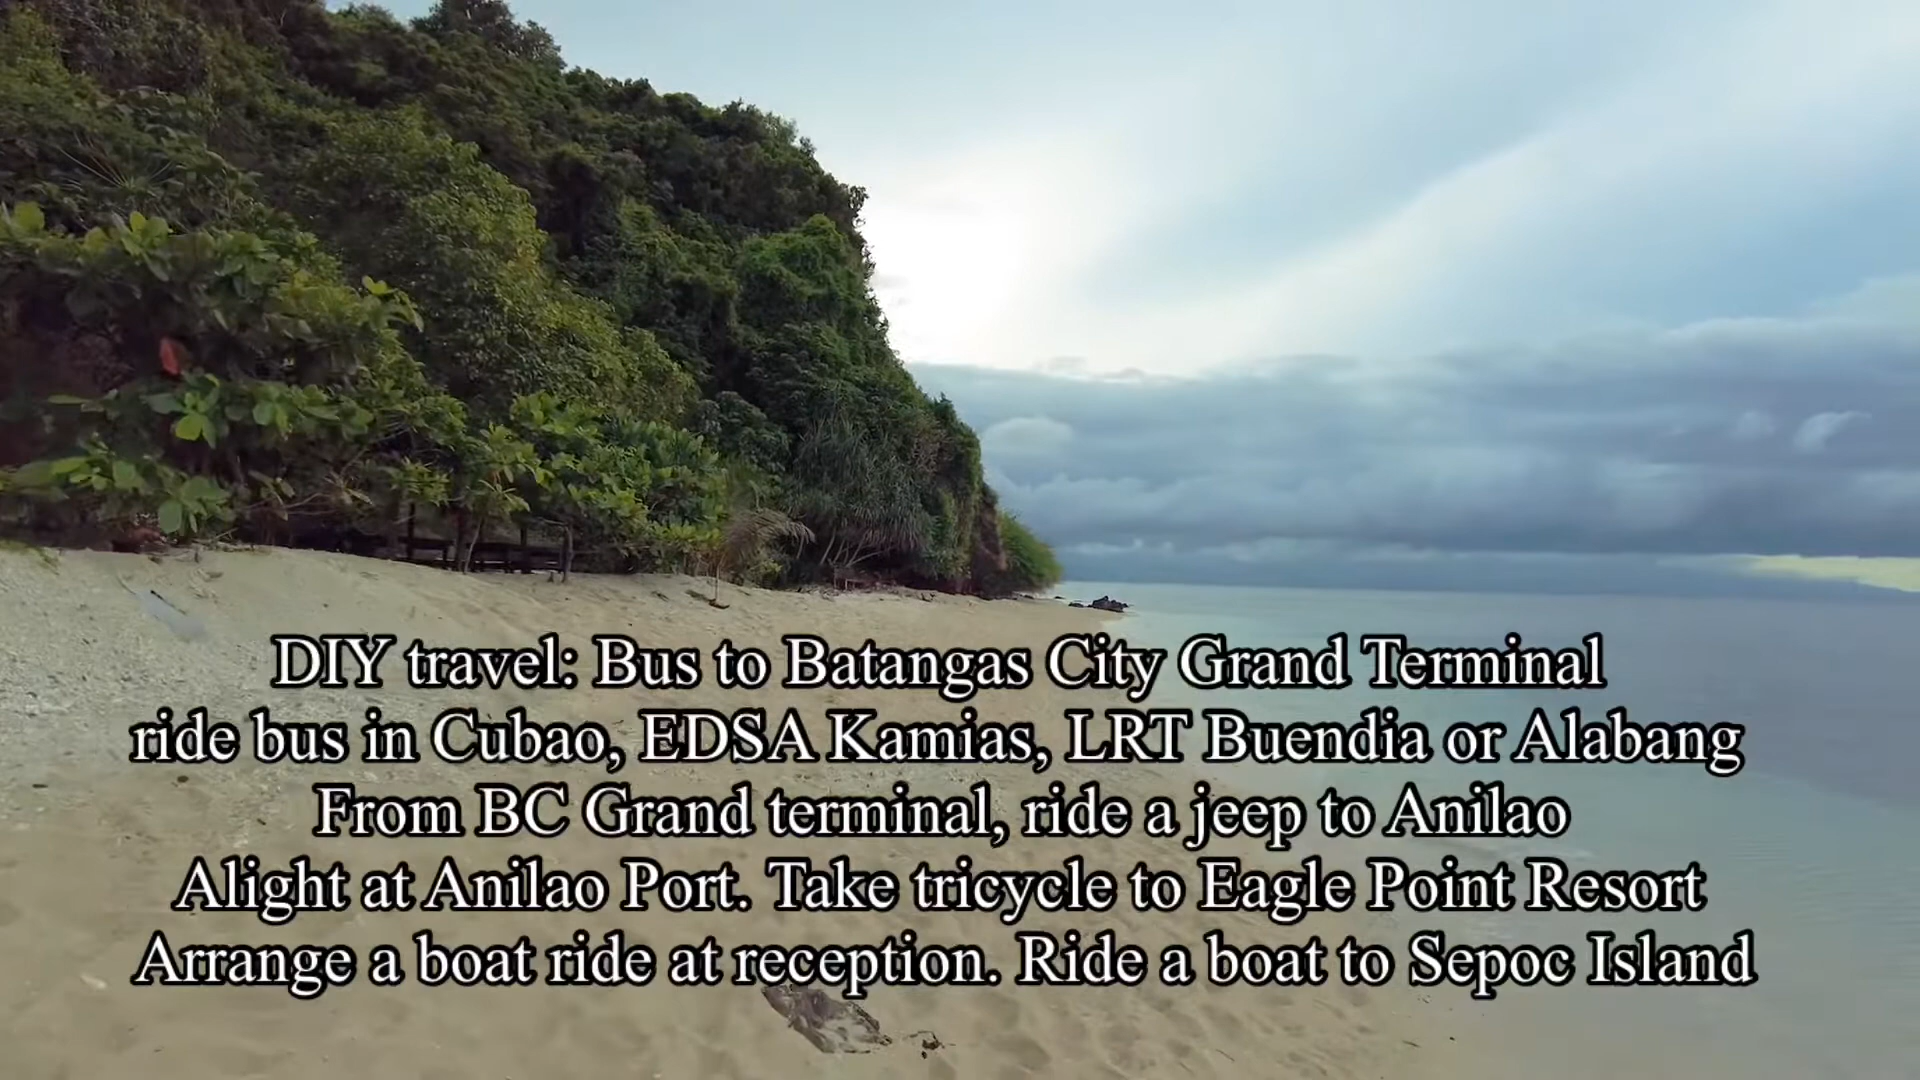 DIY travel: Bus to Batangas City Grand Terminal
ride bus in Cubao, EDSA Kamias, LRT Buendia or Alabang
From BC Grand terminal, ride a jeep to Anilao
Alight at Anilao Port. Take tricycle to Eagle Point Resort
Arrange a boat ride at reception. Ride a boat to Sepoc Island